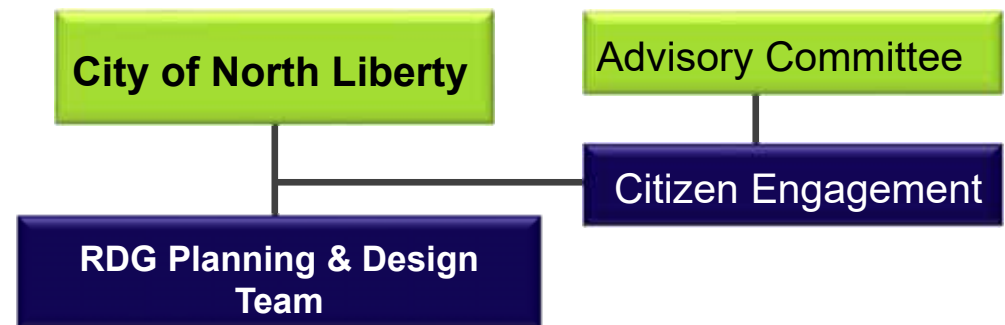 City of North Liberty
Advisory Committee
Citizen Engagement
RDG Planning & Design
Team